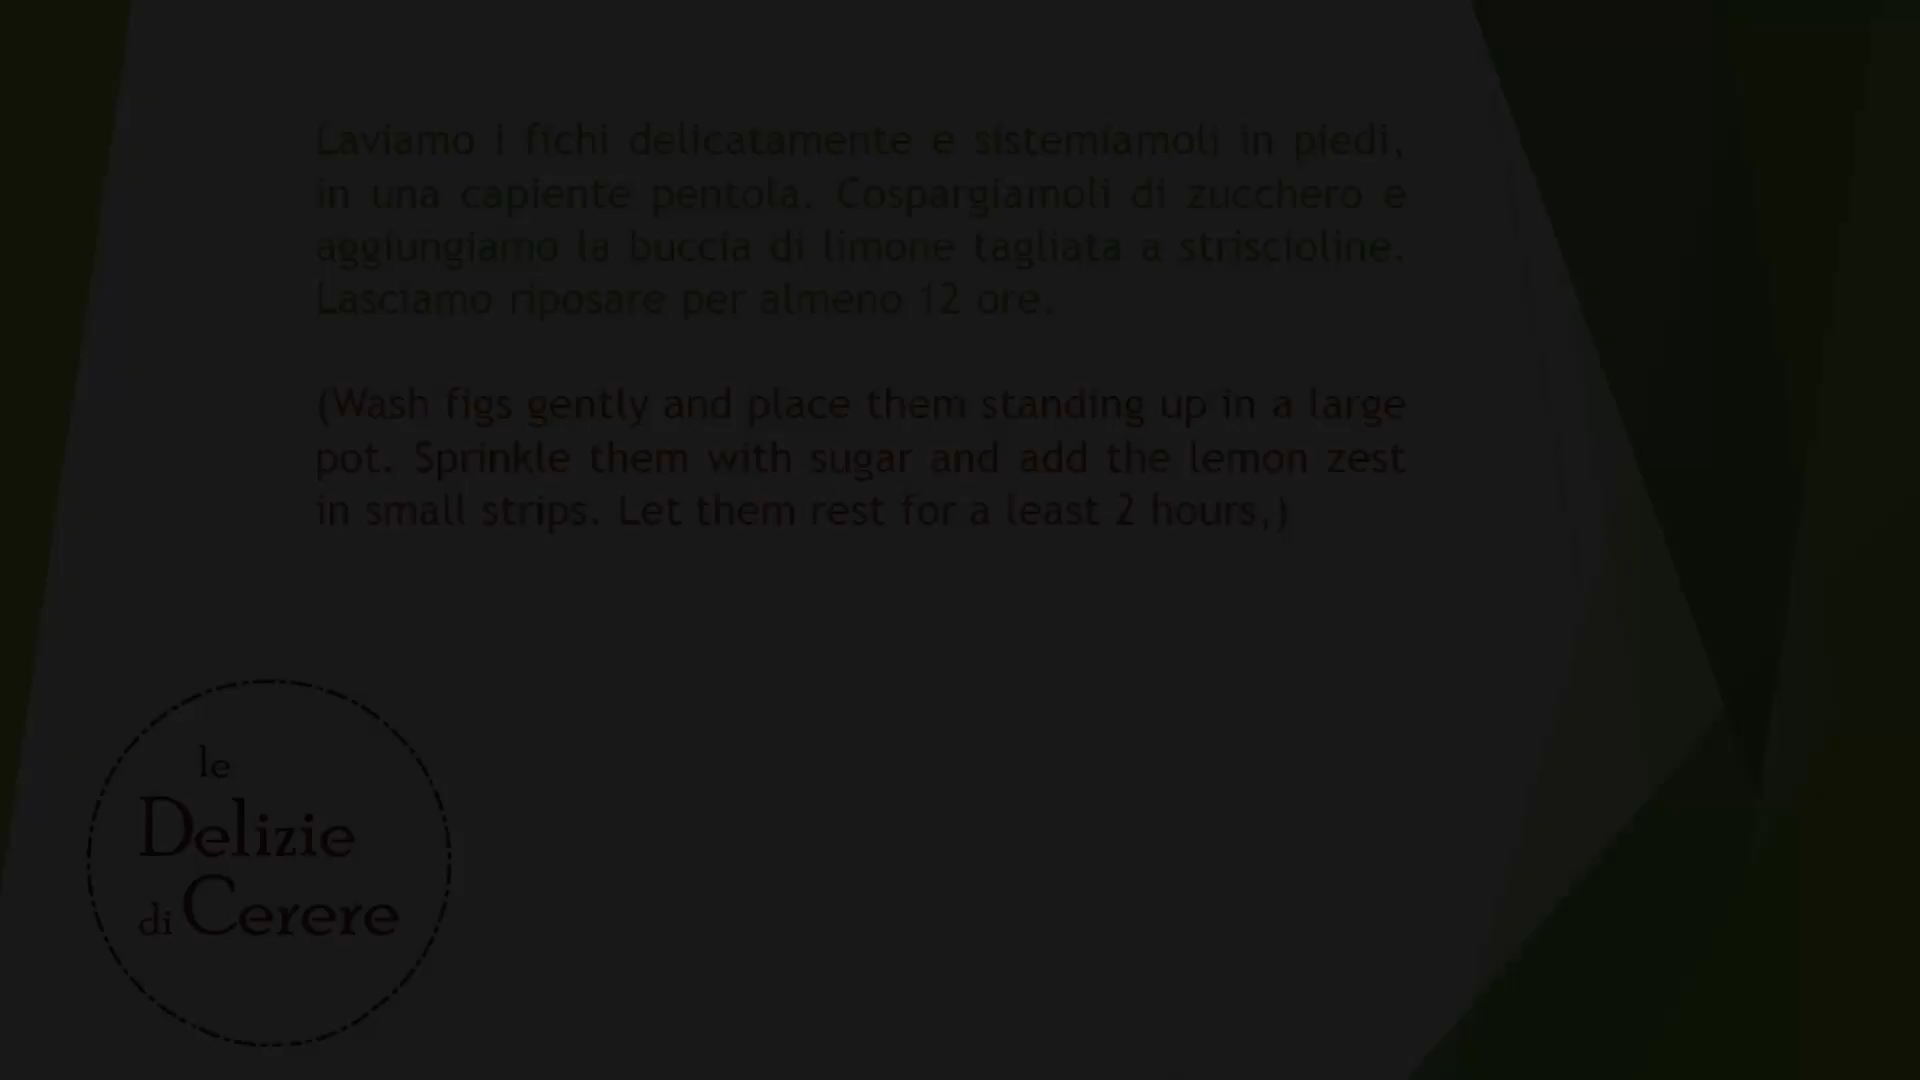 Laviamo i fichi delicatamente e sistemiamoli in piedi,
in una capiente pentola. Cospargiamoli di zucchero e
aggiungiamo la buccia di limone tagliata a striscioline.
Lasciamo riposare per almeno 12 ore.
(Wash figs gently and place them standing up in a large
pot. Sprinkle them with sugar and add the lemon zest
in small strips. Let them rest for a least 2 hours,)
le
Delizie
di Cerere